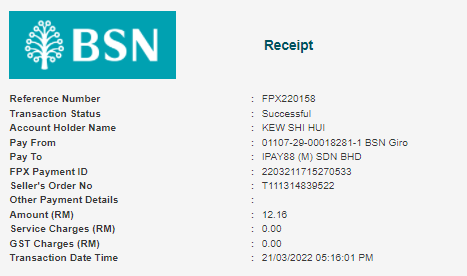 BSN
Receipt
Reference Number : FPX220158
Transaction Status : Successful
Account Holder Name : KEW SHI HUI
Pay From : 01107-29-00018281-1 BSN Giro
Pay To : IPAY88 (M) SDN BHD
FPX Payment ID : 2203211715270533
Seller's Order No : T111314839522
Other Payment Details :
Amount (RM) : 12.16
Service Charges (RM) : 0.00
GST Charges (RM) : 0.00
Transaction Date Time : 21/03/2022 05:16:01 PM